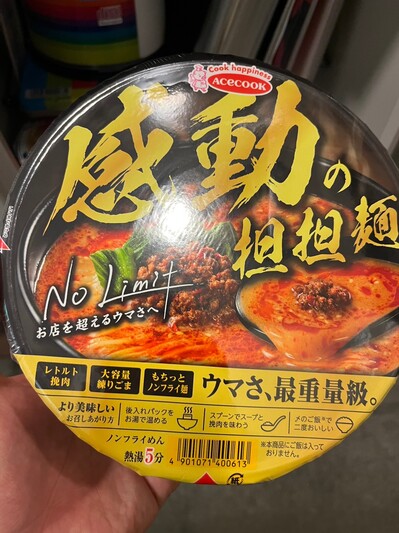 Cook happiness
ACECOOK
感動の
担担麺
No Limit
お店を超えるウマさへ
レトルト
挽肉
大容量
練りごま
もちっと
ノンフライ麺
ウマさ、最重量級。
より美味しい
お召しあがり方
後入れパックを
お湯で温める
スプーンでスープと
挽肉を味わう
〆のご飯※で
二度おいしい
ノンフライめん
熱湯5分
4 901071 400613
※本商品にご飯は入って
おりません。
紙